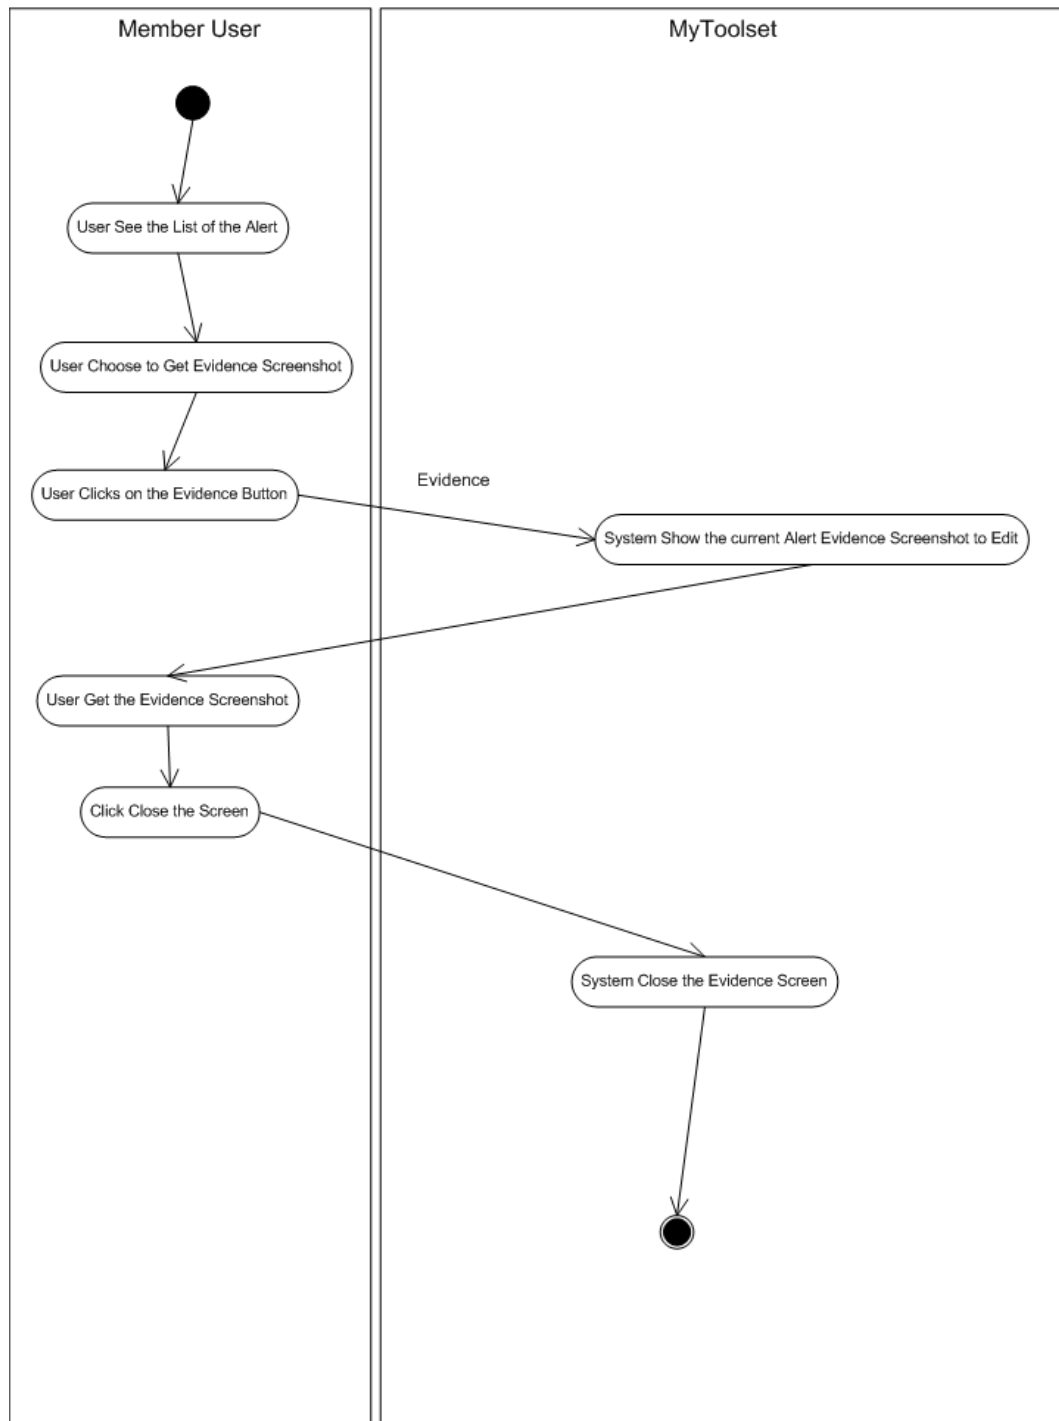 Member User
MyToolset
User See the List of the Alert
User Choose to Get Evidence Screenshot
User Clicks on the Evidence Button
Evidence
System Show the current Alert Evidence Screenshot to Edit
User Get the Evidence Screenshot
Click Close the Screen
System Close the Evidence Screen